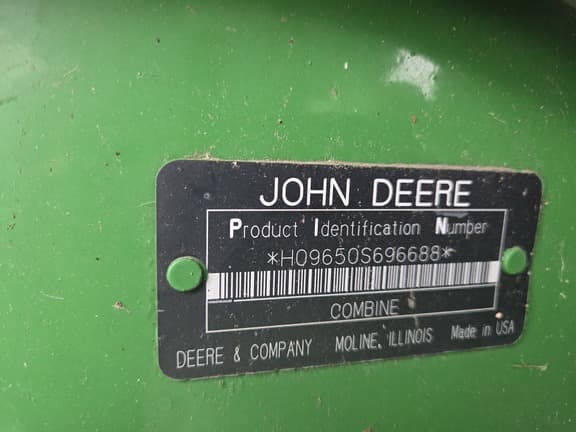 JOHN DEERE
Product Identification Number
*H09650S696688*
COMBINE
DEERE & COMPANY MOLINE, ILLINOIS Made in USA